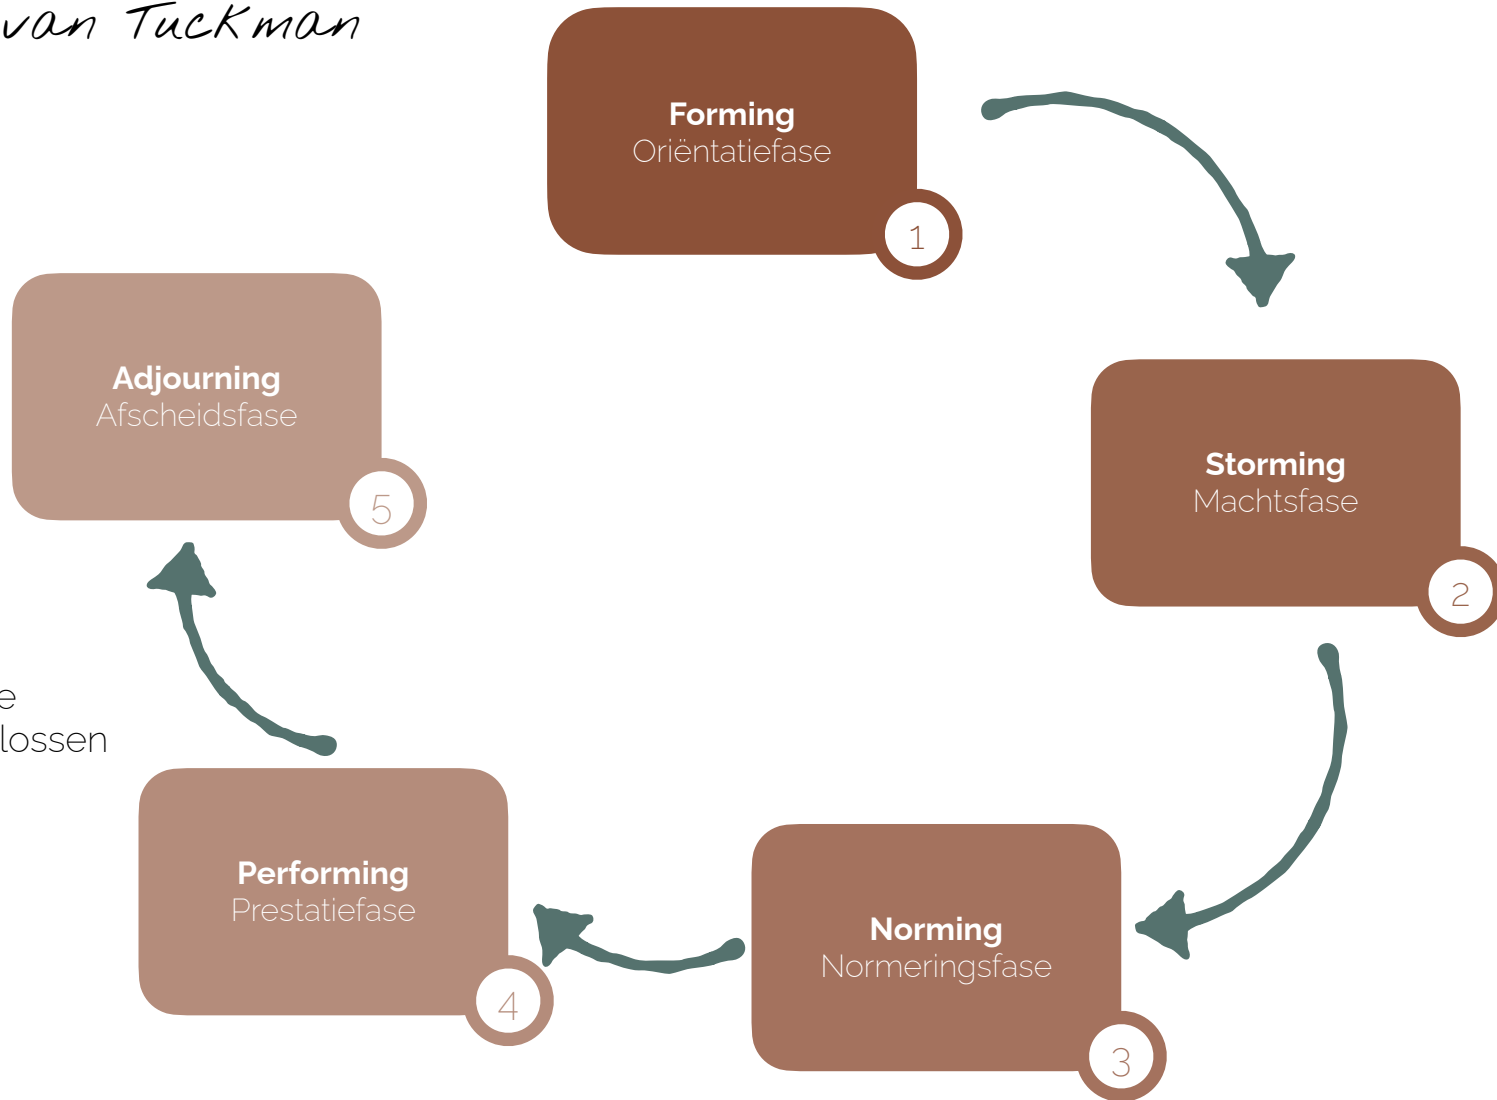 van Tuckman
Forming
Oriëntatiefase
1
Storming
Machtsfase
2
Norming
Normeringsfase
3
Performing
Prestatiefase
4
Adjourning
Afscheidsfase
5
e
lossen